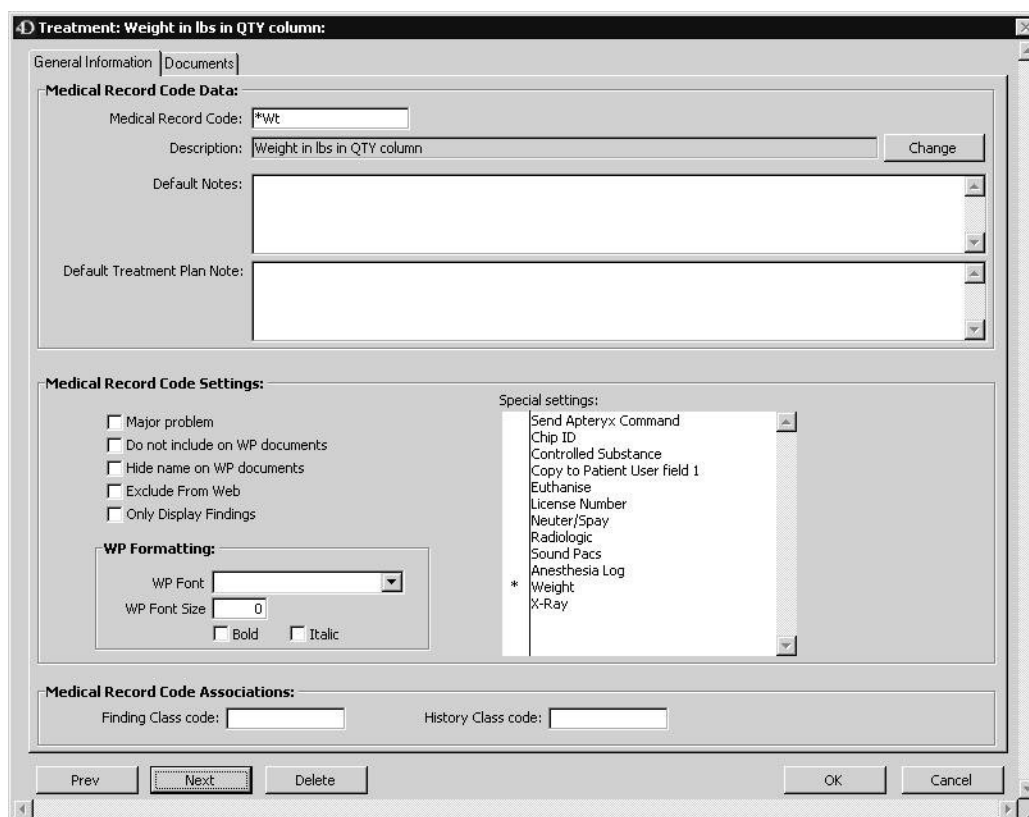 4D Treatment: Weight in lbs in QTY column:
General Information Documents
Medical Record Code Data:
Medical Record Code: *Wt
Description: Weight in lbs in QTY column Change
Default Notes:
Default Treatment Plan Note:
Medical Record Code Settings:
Major problem
Do not include on WP documents
Hide name on WP documents
Exclude From Web
Only Display Findings
WP Formatting:
WP Font
WP Font Size 0
Bold Italic
Special settings:
Send Apteryx Command
Chip ID
Controlled Substance
Copy to Patient User field 1
Euthanise
License Number
Neuter/Spay
Radiologic
Sound Pacs
Anesthesia Log
* Weight
X-Ray
Medical Record Code Associations:
Finding Class code: History Class code:
Prev Next Delete OK Cancel